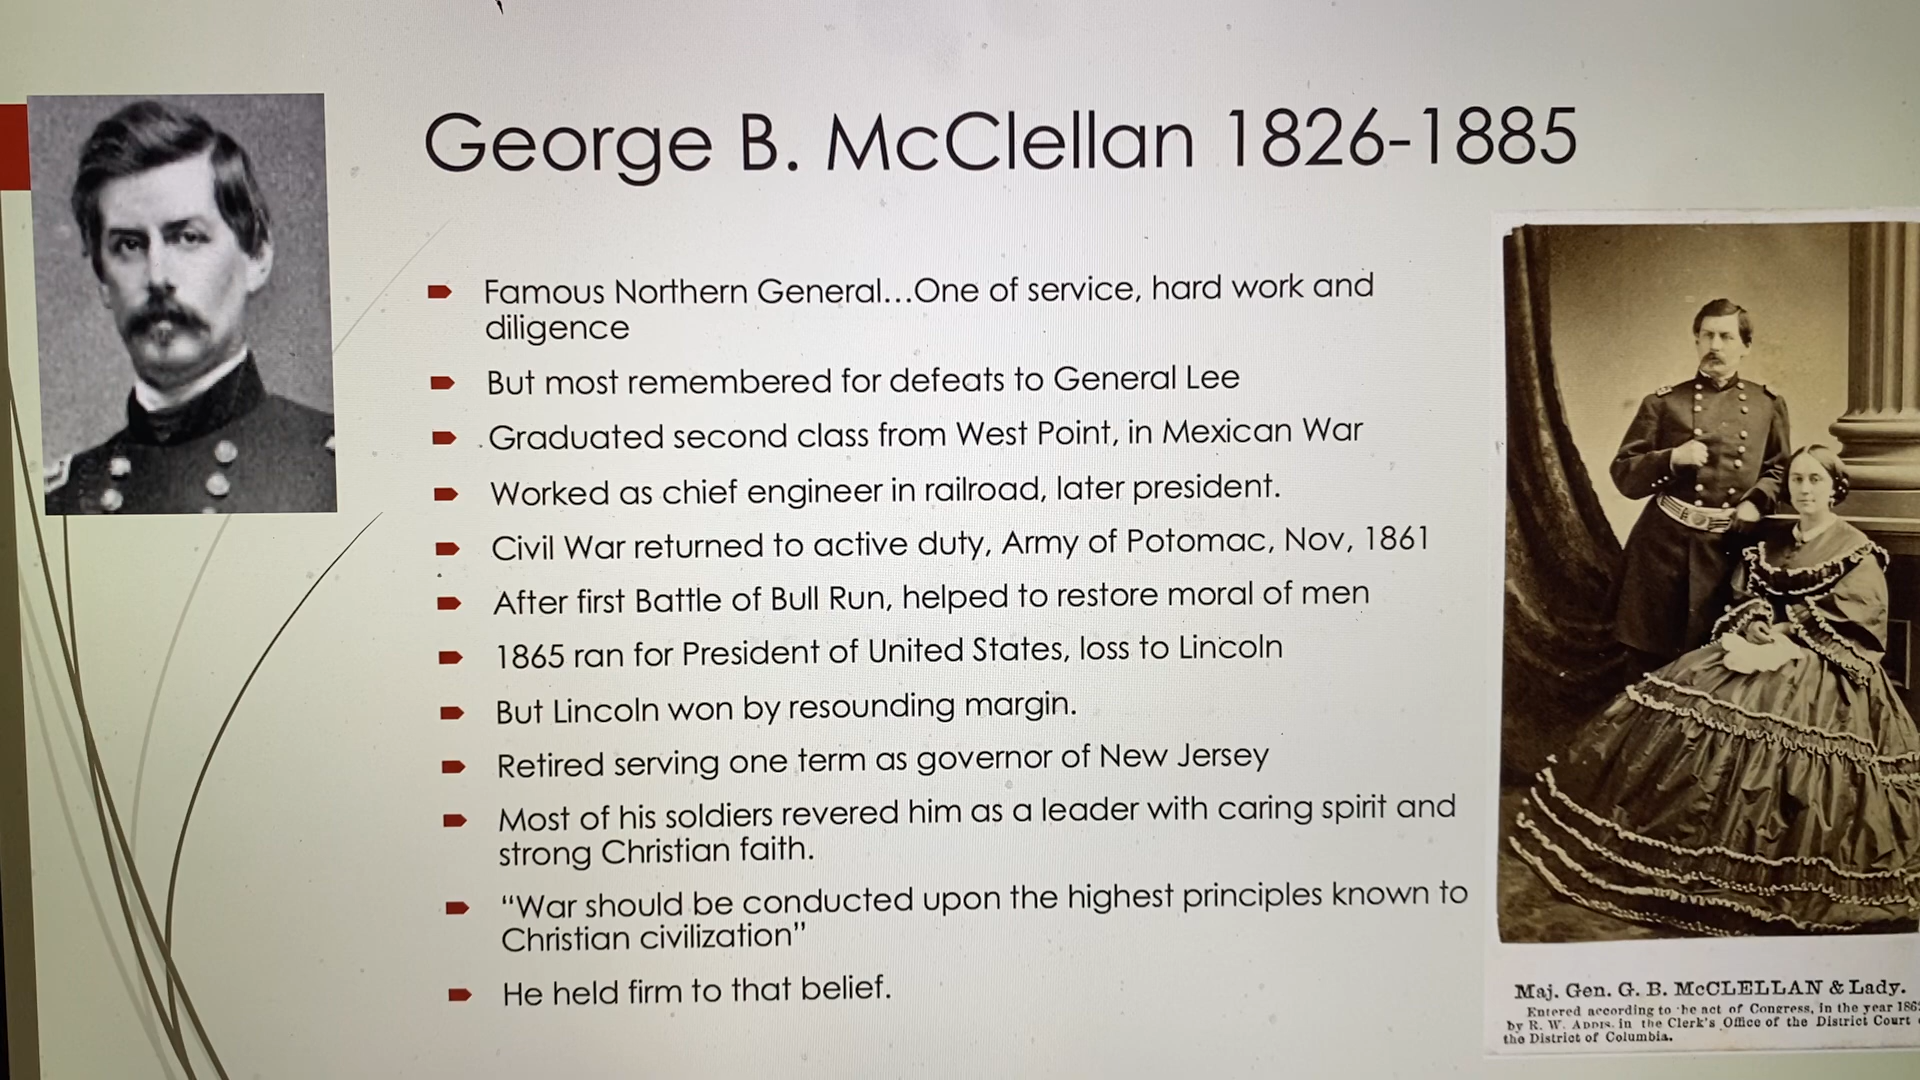 George B. McClellan 1826-1885
Famous Northern General...One of service, hard work and
diligence
But most remembered for defeats to General Lee
Graduated second class from West Point, in Mexican War
Worked as chief engineer in railroad, later president.
Civil War returned to active duty, Army of Potomac, Nov, 1861
After first Battle of Bull Run, helped to restore moral of men
1865 ran for President of United States, loss to Lincoln
But Lincoln won by resounding margin.
Retired serving one term as governor of New Jersey
Most of his soldiers revered him as a leader with caring spirit and
strong Christian faith.
“War should be conducted upon the highest principles known to
Christian civilization”
He held firm to that belief.
Maj. Gen. G. B. McCLELLAN & Lady.
Entered according to he act of Congress, in the year 186
by R. W. ADDIS, in the Clerk's Office of the District Court
the District of Columbia.